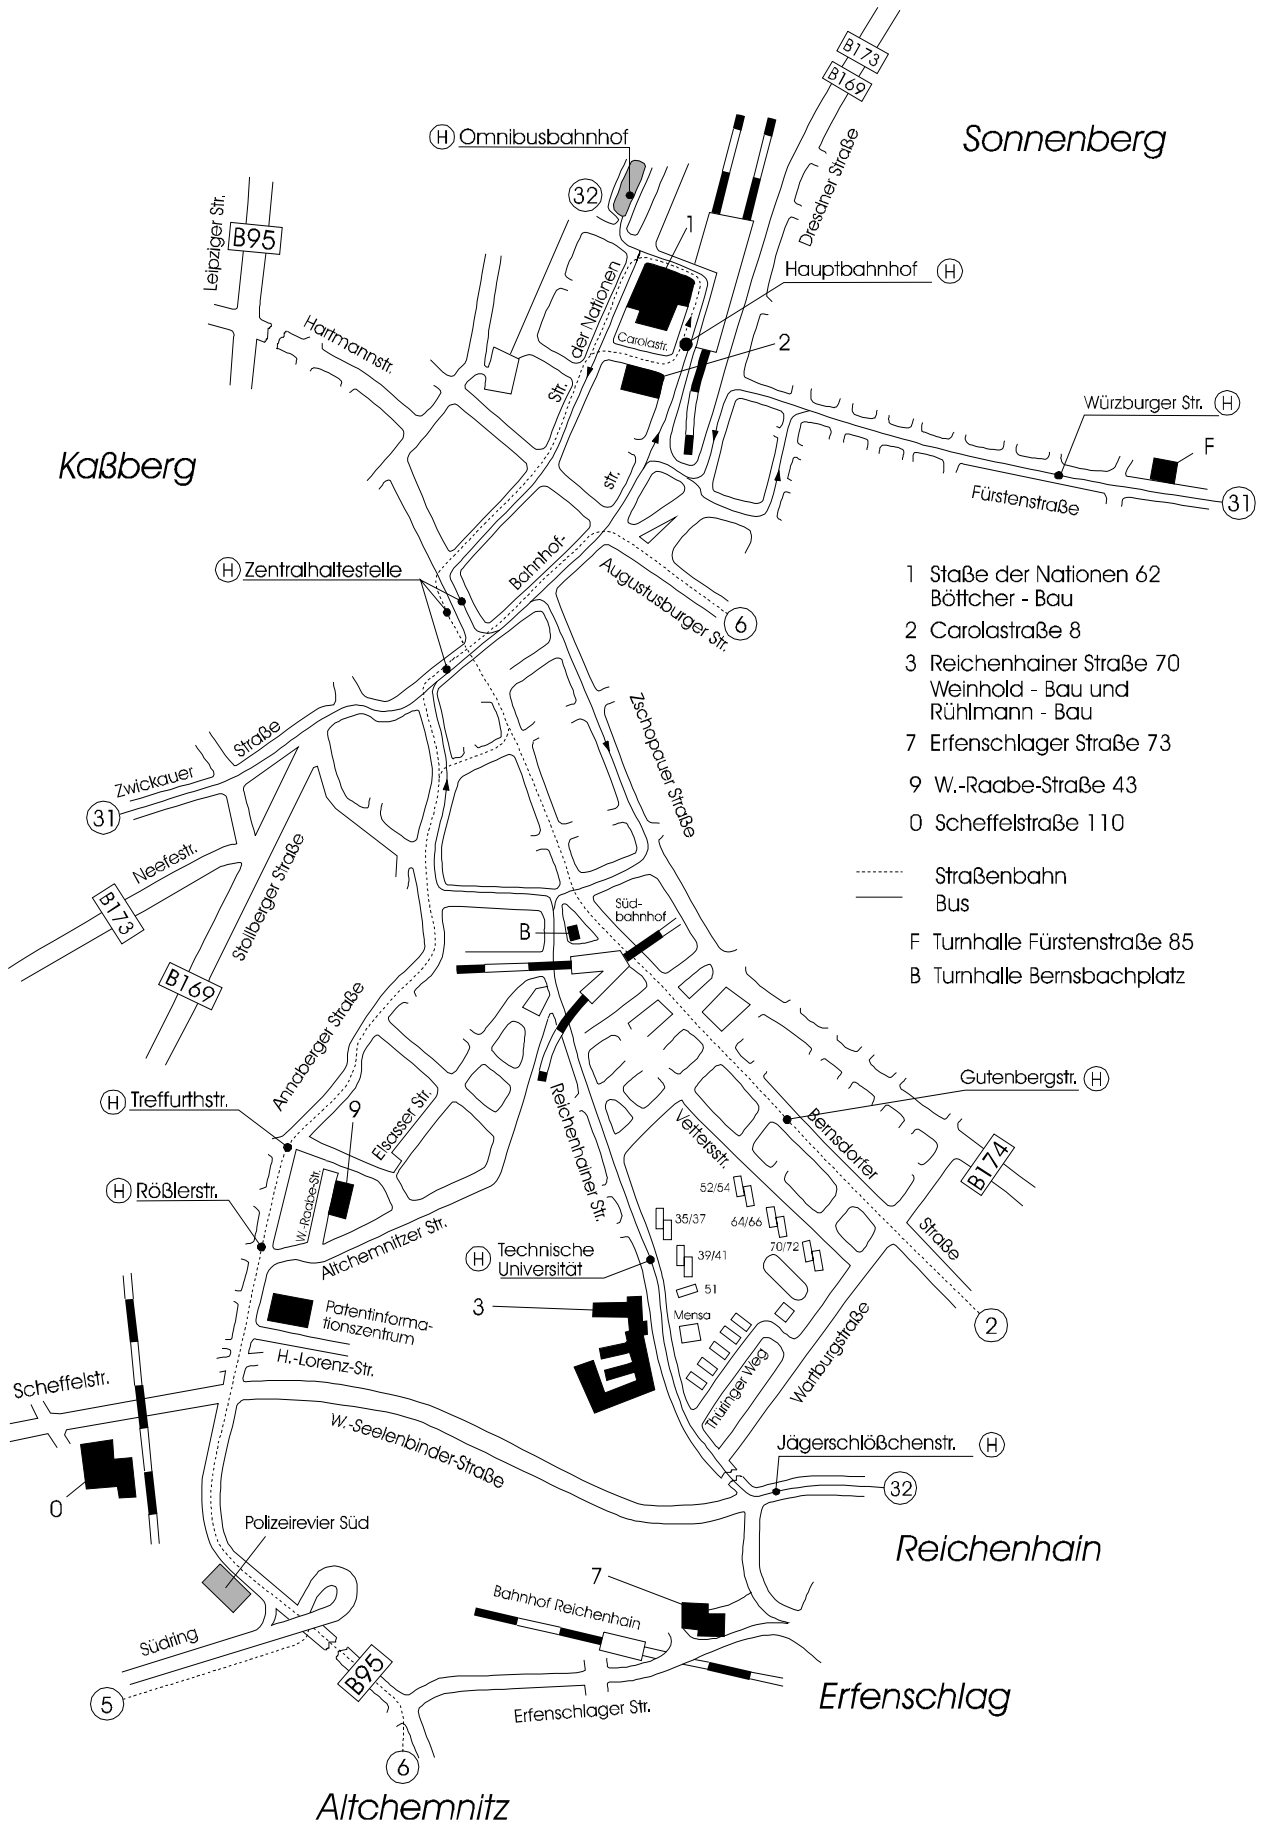 B173
B169
Sonnenberg
H Omnibusbahnhof
32
Dresdner Straße
Leipziger Str.
B95
1
Hauptbahnhof H
der Nationen
Hartmannstr.
Carolastr.
2
Str.
Würzburger Str. H
F
Kaßberg
str.
Fürstenstraße
31
H Zentralhaltestelle
Bahnhof-
Augustusburger Str.
6
1 Staße der Nationen 62
Böttcher - Bau
2 Carolastraße 8
3 Reichenhainer Straße 70
Weinhold - Bau und
Rühlmann - Bau
7 Erfenschlager Straße 73
9 W.-Raabe-Straße 43
0 Scheffelstraße 110
Straßenbahn
Bus
F Turnhalle Fürstenstraße 85
B Turnhalle Bernsbachplatz
Zschopauer Straße
Zwickauer
Straße
31
Neefestr.
B173
Stollberger Straße
B169
Süd-
bahnhof
B
Annaberger Straße
Gutenbergstr. H
H Treffurthstr.
9
Elsasser Str.
Reichenhainer Str.
Vettersstr.
Bernsdorfer
Straße
B174
H Rößlerstr.
W.-Raabe-Str.
Altchemnitzer Str.
52/54
35/37
64/66
39/41
70/72
51
Mensa
H Technische
Universität
3
2
Patentinforma-
tionszentrum
H.-Lorenz-Str.
Thüringer Weg
Wartburgstraße
Scheffelstr.
W.-Seelenbinder-Straße
Jägerschlößchenstr. H
32
0
Polizeirevier Süd
Reichenhain
7
Bahnhof Reichenhain
Südring
5
B95
Erfenschlager Str.
Erfenschlag
6
Altchemnitz